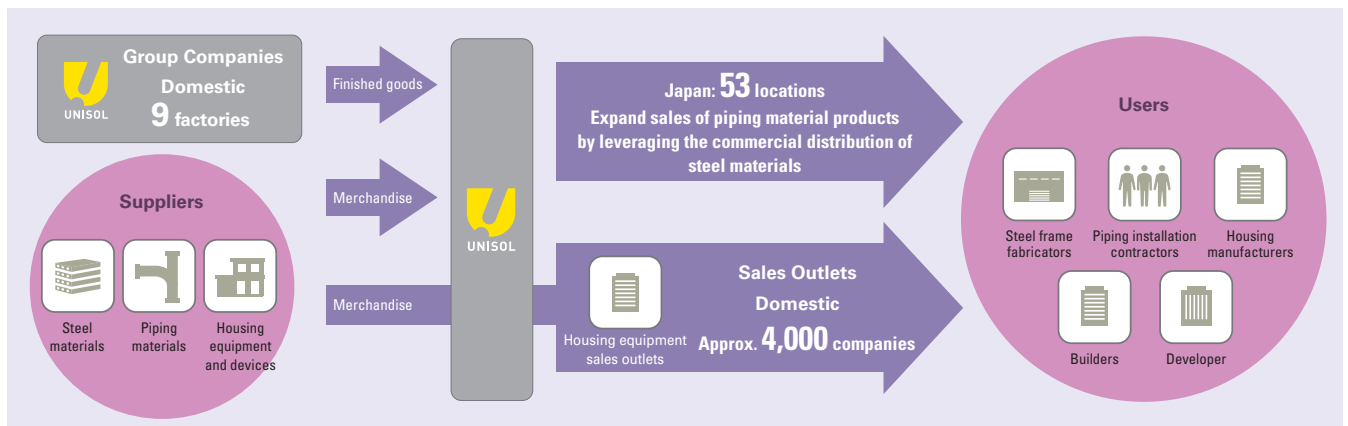 UNISOL
Group Companies
Domestic
9 factories
Suppliers
Steel
materials
Piping
materials
Housing
equipment
and devices
Finished goods
Merchandise
Merchandise
UNISOL
Japan: 53 locations
Expand sales of piping material products
by leveraging the commercial distribution of
steel materials
Housing equipment
sales outlets
Sales Outlets
Domestic
Approx. 4,000 companies
Users
Steel frame
fabricators
Piping installation
contractors
Housing
manufacturers
Builders
Developer